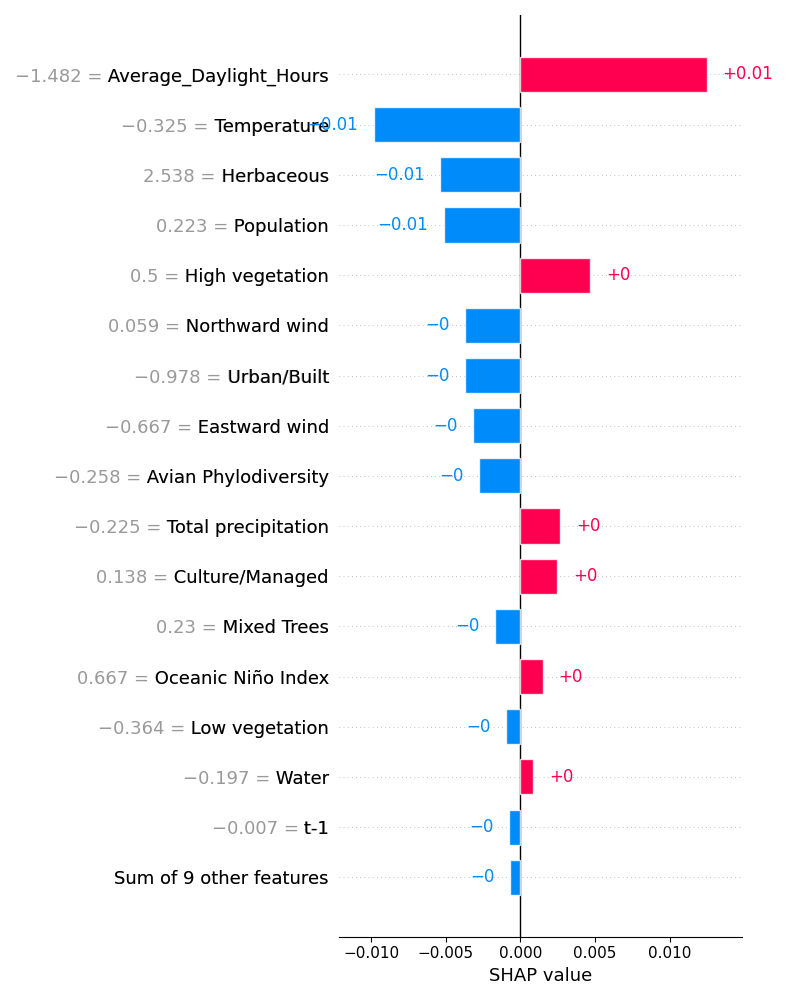 −1.482 = Average_Daylight_Hours +0.01
−0.325 = Temperature −0.01
2.538 = Herbaceous −0.01
0.223 = Population −0.01
0.5 = High vegetation +0
0.059 = Northward wind −0
−0.978 = Urban/Built −0
−0.667 = Eastward wind −0
−0.258 = Avian Phylodiversity −0
−0.225 = Total precipitation +0
0.138 = Culture/Managed +0
0.23 = Mixed Trees −0
0.667 = Oceanic Niño Index +0
−0.364 = Low vegetation −0
−0.197 = Water +0
−0.007 = t-1 −0
Sum of 9 other features −0
−0.010 −0.005 0.000 0.005 0.010
SHAP value